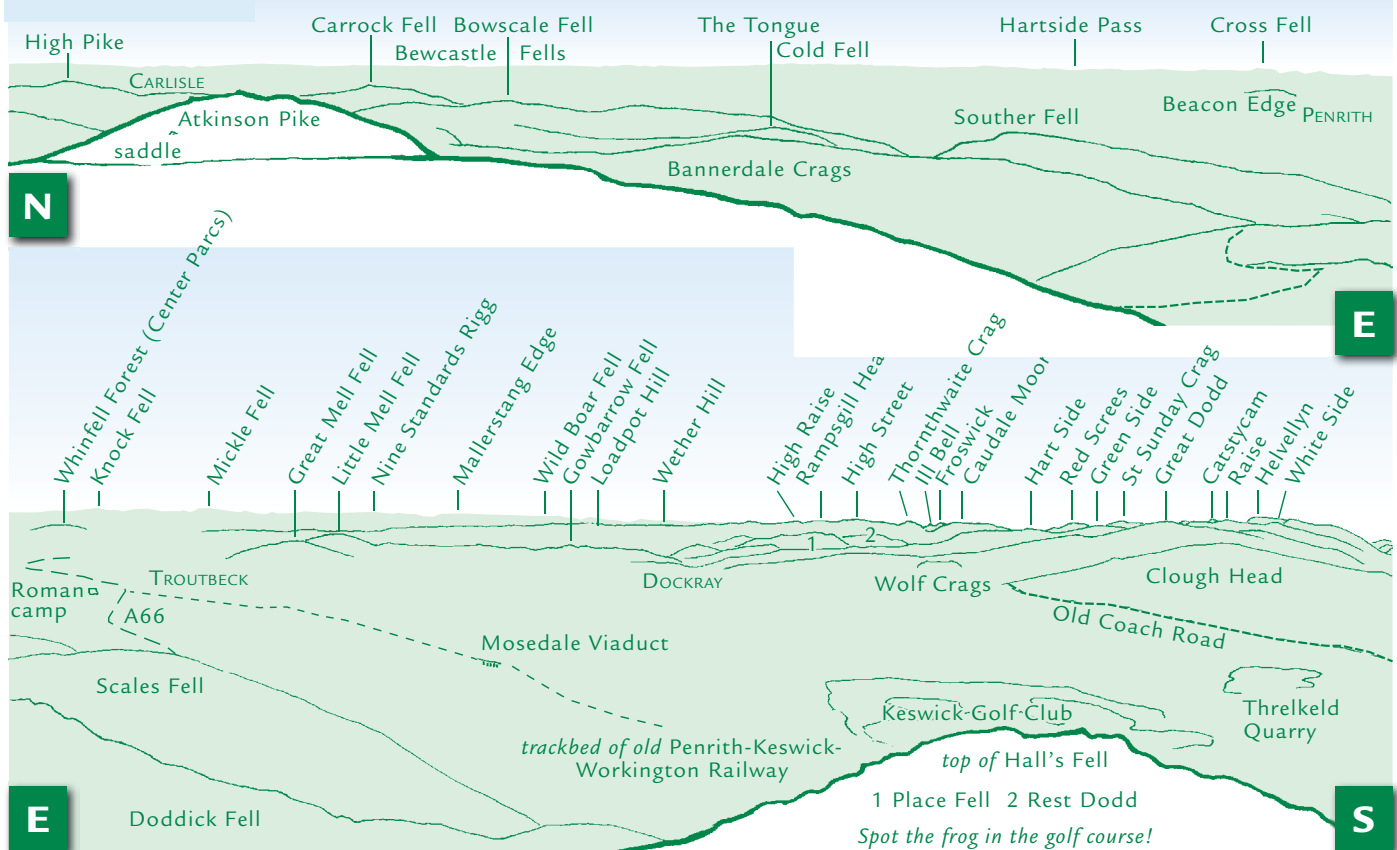 High Pike
CARLISLE
Carrock Fell
Bowscale Fell
Bewcastle Fells
The Tongue
Cold Fell
Hartside Pass
Cross Fell
Beacon Edge
PENRITH
Atkinson Pike
saddle
Souther Fell
Bannerdale Crags
N
E
Whinfell Forest (Center Parcs)
Knock Fell
Mickle Fell
Great Mell Fell
Little Mell Fell
Nine Standards Rigg
Mallerstang Edge
Wild Boar Fell
Gowbarrow Fell
Loadpot Hill
Wether Hill
High Raise
Rampsgill Hea
High Street
Thornthwaite Crag
Ill Bell
Froswick
Caudale Moor
Hart Side
Red Screes
Green Side
St Sunday Crag
Great Dodd
Catstycam
Raise
Helvellyn
White Side
1
2
Roman
camp
TROUTBECK
A66
DOCKRAY
Wolf Crags
Clough Head
Old Coach Road
Mosedale Viaduct
Scales Fell
Keswick Golf Club
Threlkeld
Quarry
trackbed of old Penrith-Keswick-
Workington Railway
top of Hall's Fell
1 Place Fell 2 Rest Dodd
Spot the frog in the golf course!
Doddick Fell
E
S